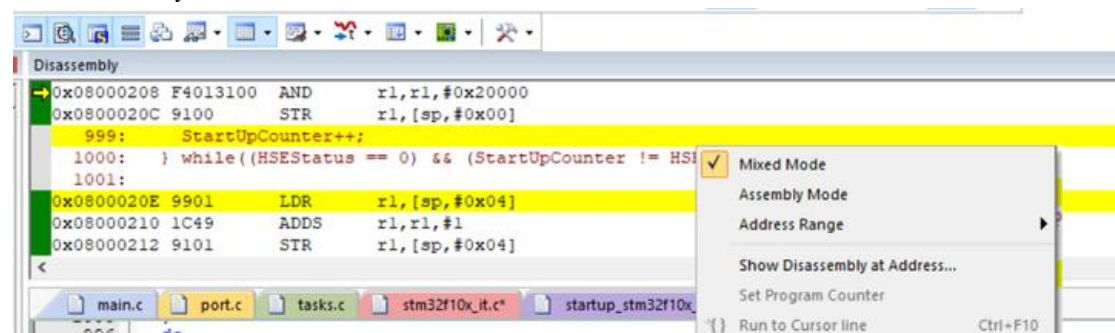 Disassembly
0x08000208 F4013100 AND r1,r1,#0x20000
0x0800020C 9100 STR r1,[sp,#0x00]
999: StartUpCounter++;
1000: } while((HSEStatus == 0) && (StartUpCounter != HSE
1001:
0x0800020E 9901 LDR r1,[sp,#0x04]
0x08000210 1C49 ADDS r1,r1,#1
0x08000212 9101 STR r1,[sp,#0x04]
Mixed Mode
Assembly Mode
Address Range
Show Disassembly at Address...
Set Program Counter
Run to Cursor line Ctrl+F10
main.c port.c tasks.c stm32f10x_it.c* startup_stm32f10x_